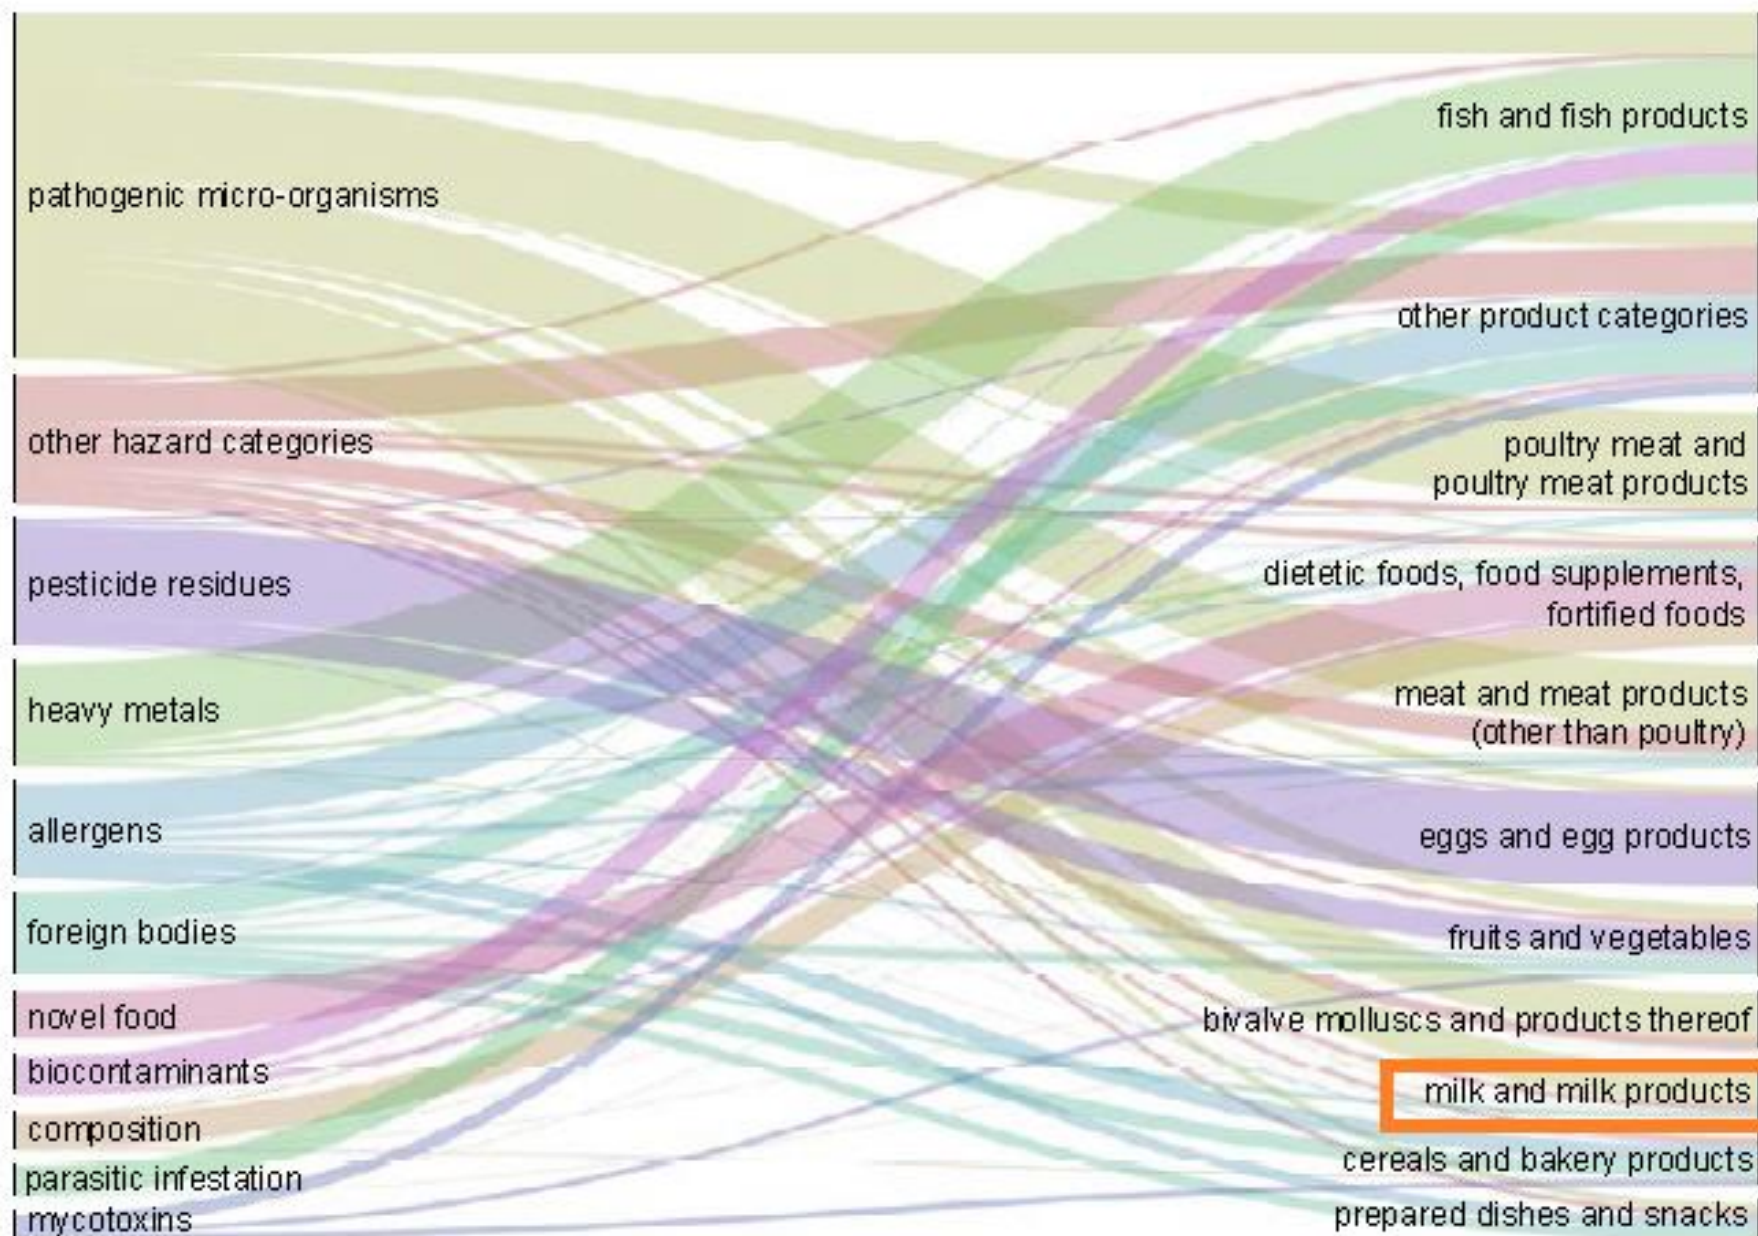 pathogenic micro-organisms
other hazard categories
pesticide residues
heavy metals
allergens
foreign bodies
novel food
biocontaminants
composition
parasitic infestation
mycotoxins
fish and fish products
other product categories
poultry meat and
poultry meat products
dietetic foods, food supplements,
fortified foods
meat and meat products
(other than poultry)
eggs and egg products
fruits and vegetables
bivalve molluscs and products thereof
milk and milk products
cereals and bakery products
prepared dishes and snacks